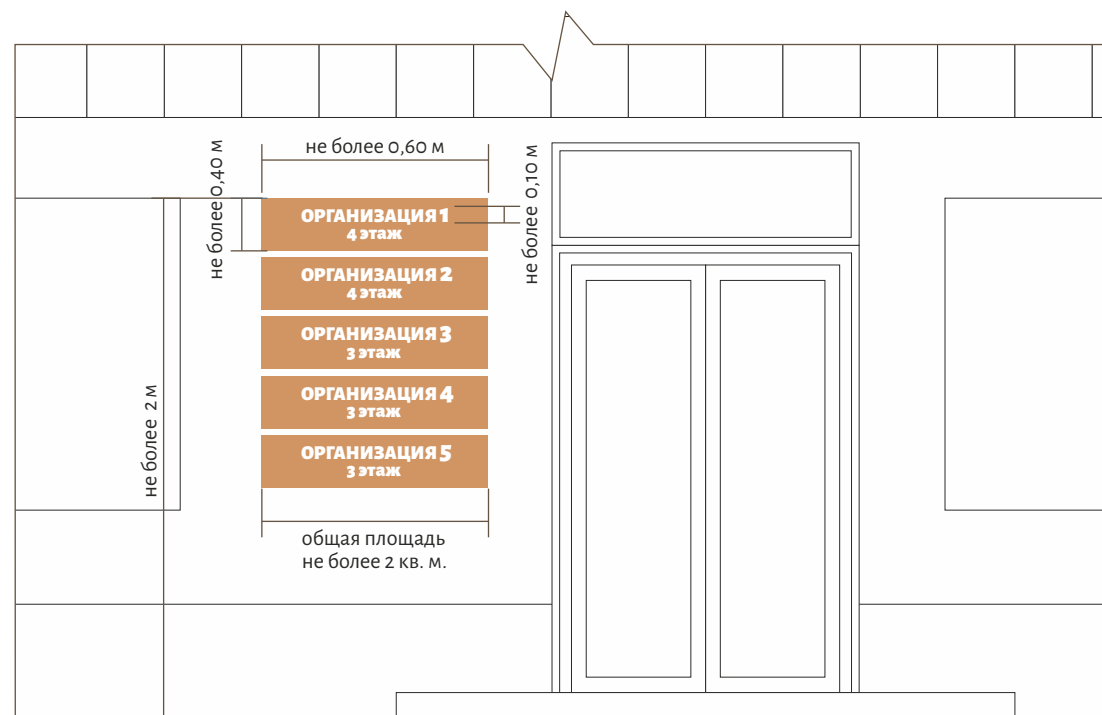 не более 0,60 м
не более 0,40 м
не более 0,10 м
ОРГАНИЗАЦИЯ 1
4 этаж
ОРГАНИЗАЦИЯ 2
4 этаж
ОРГАНИЗАЦИЯ 3
3 этаж
ОРГАНИЗАЦИЯ 4
3 этаж
ОРГАНИЗАЦИЯ 5
3 этаж
не более 2 м
общая площадь
не более 2 кв. м.